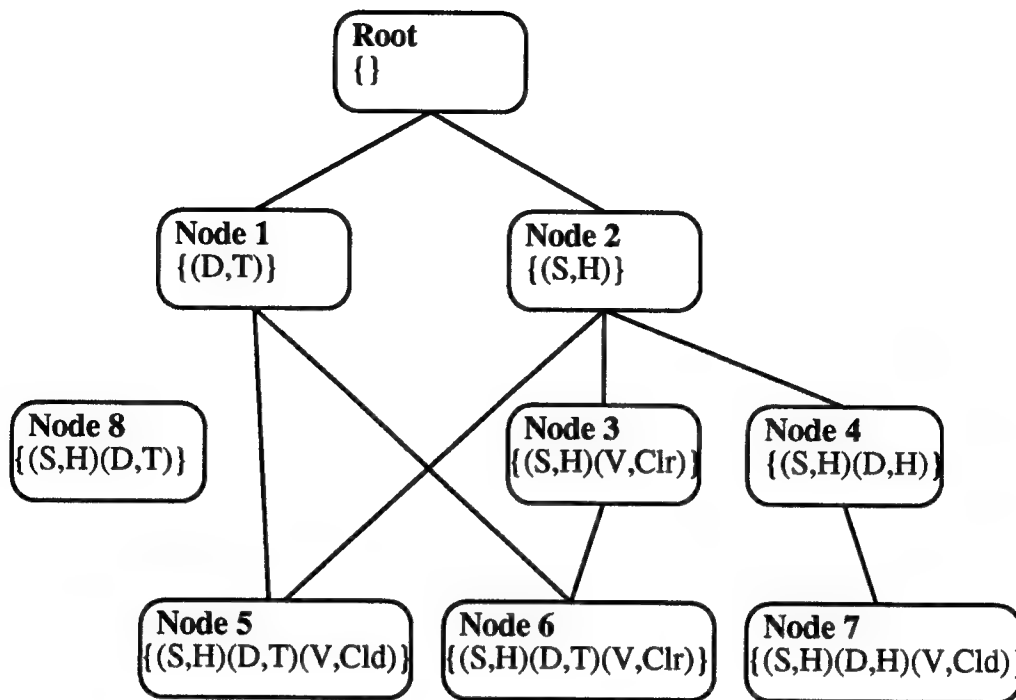 Root
{}
Node 1
{(D,T)}
Node 2
{(S,H)}
Node 8
{(S,H)(D,T)}
Node 3
{(S,H)(V,Clr)}
Node 4
{(S,H)(D,H)}
Node 5
{(S,H)(D,T)(V,Cld)}
Node 6
{(S,H)(D,T)(V,Clr)}
Node 7
{(S,H)(D,H)(V,Cld)}